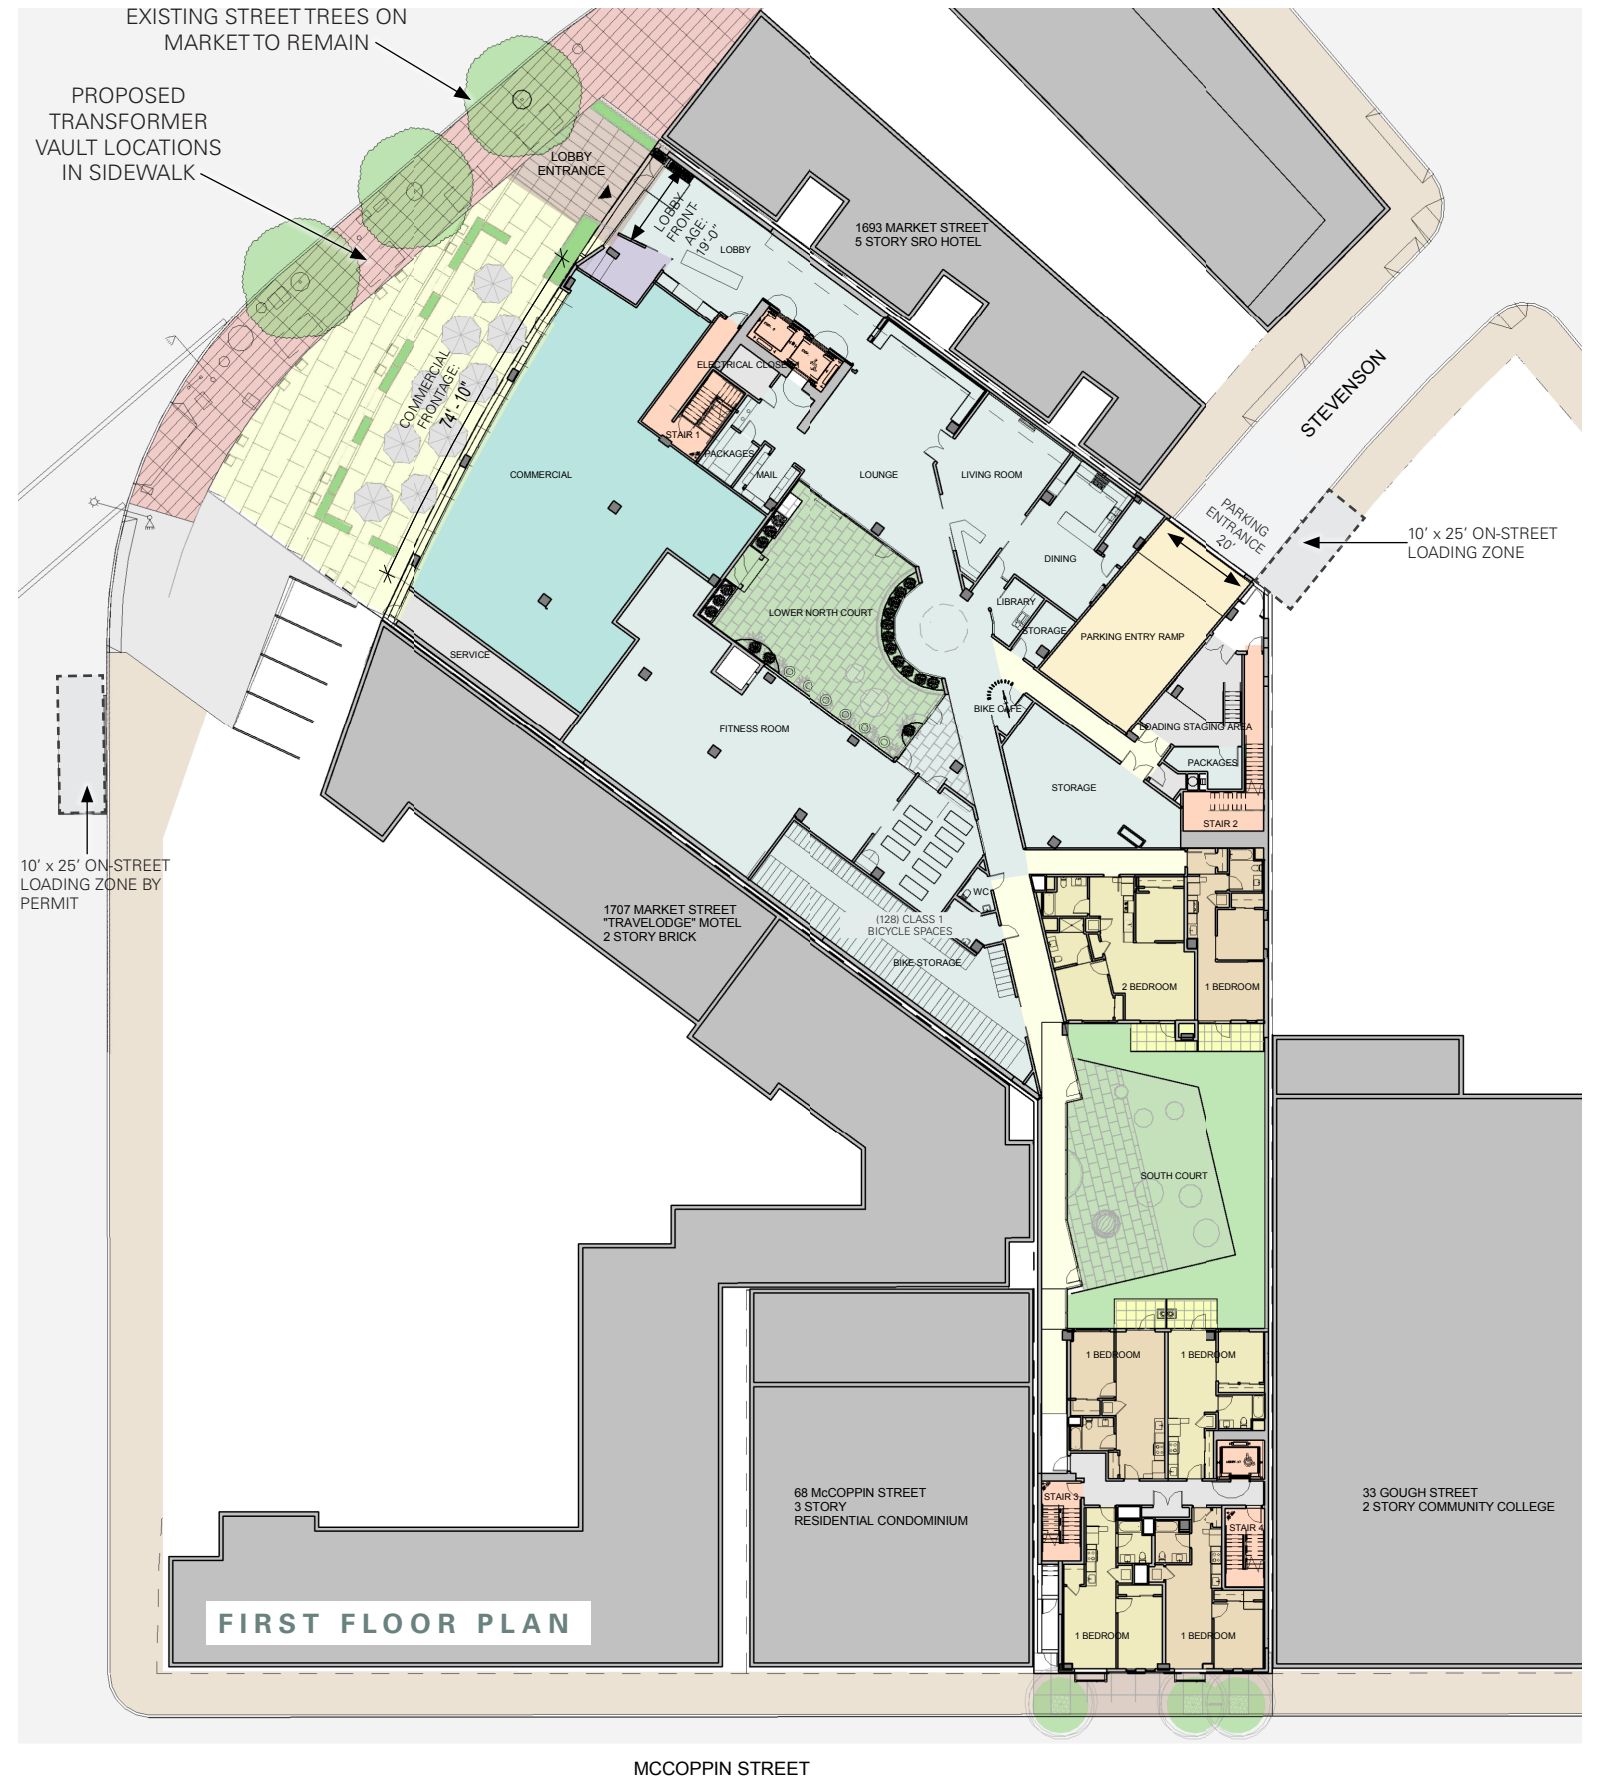 EXISTING STREET TREES ON
MARKET TO REMAIN
PROPOSED
TRANSFORMER
VAULT LOCATIONS
IN SIDEWALK
LOBBY
ENTRANCE
LOBBY
FRONT-
AGE:
19'-0"
LOBBY
1693 MARKET STREET
5 STORY SRO HOTEL
STEVENSON
COMMERCIAL
FRONTAGE:
74' - 10"
ELECTRICAL CLOSET
STAIR 1
PACKAGES
MAIL
COMMERCIAL
LOUNGE
LIVING ROOM
DINING
PARKING
ENTRANCE
20'
10' x 25' ON-STREET
LOADING ZONE
LIBRARY
STORAGE
LOWER NORTH COURT
PARKING ENTRY RAMP
SERVICE
BIKE CAFE
FITNESS ROOM
LOADING STAGING AREA
PACKAGES
STORAGE
STAIR 2
10' x 25' ON-STREET
LOADING ZONE BY
PERMIT
WC
1707 MARKET STREET
"TRAVELODGE" MOTEL
2 STORY BRICK
(128) CLASS 1
BICYCLE SPACES
BIKE STORAGE
2 BEDROOM
1 BEDROOM
SOUTH COURT
1 BEDROOM
1 BEDROOM
68 McCOPPIN STREET
3 STORY
RESIDENTIAL CONDOMINIUM
STAIR 3
33 GOUGH STREET
2 STORY COMMUNITY COLLEGE
STAIR 4
FIRST FLOOR PLAN
1 BEDROOM
1 BEDROOM
MCCOPPIN STREET